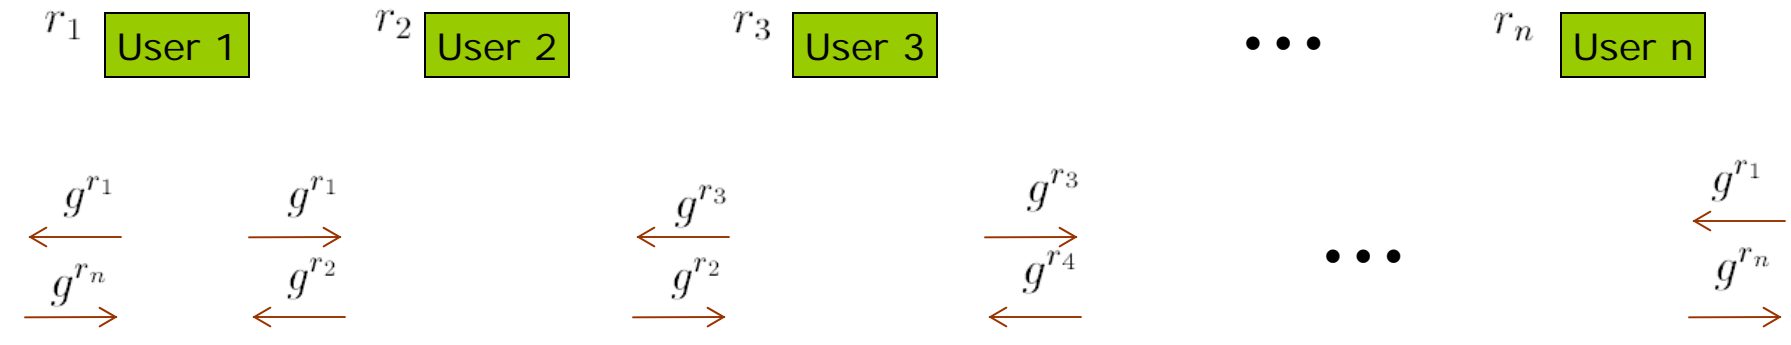 r₁ User 1 r₂ User 2 r₃ User 3 ••• rₙ User n
g^{r₁} g^{r₁} g^{r₃} g^{r₃} g^{r₁}
g^{rₙ} g^{r₂} g^{r₂} g^{r₄} ••• g^{rₙ}